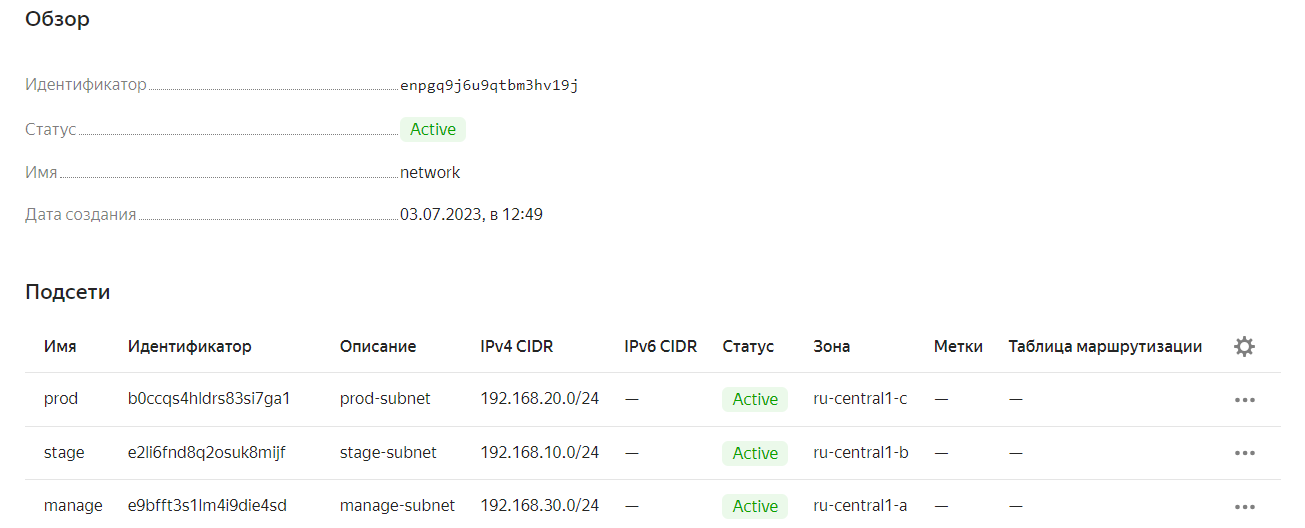 Обзор
Идентификатор enpgq9j6u9qtbm3hv19j
Статус Active
Имя network
Дата создания 03.07.2023, в 12:49
Подсети
Имя Идентификатор Описание IPv4 CIDR IPv6 CIDR Статус Зона Метки Таблица маршрутизации
prod b0ccqs4hldrs83si7ga1 prod-subnet 192.168.20.0/24 — Active ru-central1-c — —
stage e2li6fnd8q2osuk8mijf stage-subnet 192.168.10.0/24 — Active ru-central1-b — —
manage e9bfft3s1lm4i9die4sd manage-subnet 192.168.30.0/24 — Active ru-central1-a — —